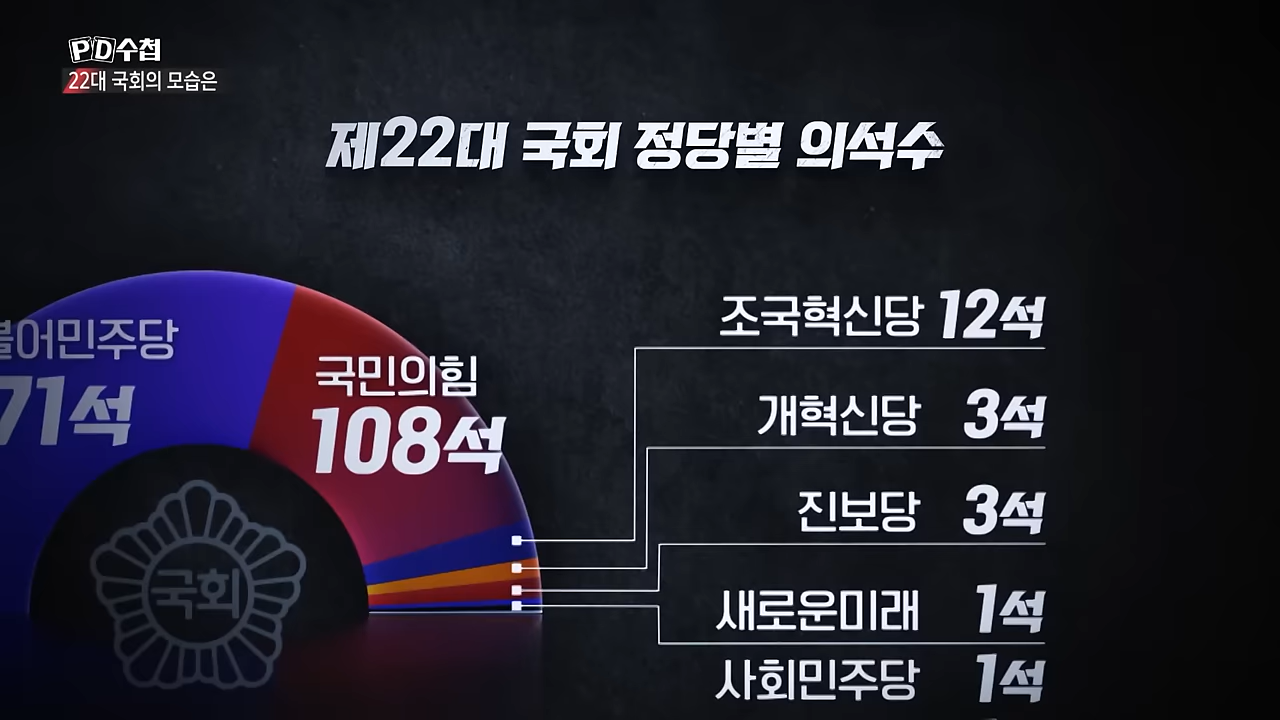 PD수첩
22대 국회의 모습은
제22대 국회 정당별 의석수
불어민주당
71석
국민의힘
108석
조국혁신당 12석
개혁신당 3석
진보당 3석
새로운미래 1석
사회민주당 1석
국회